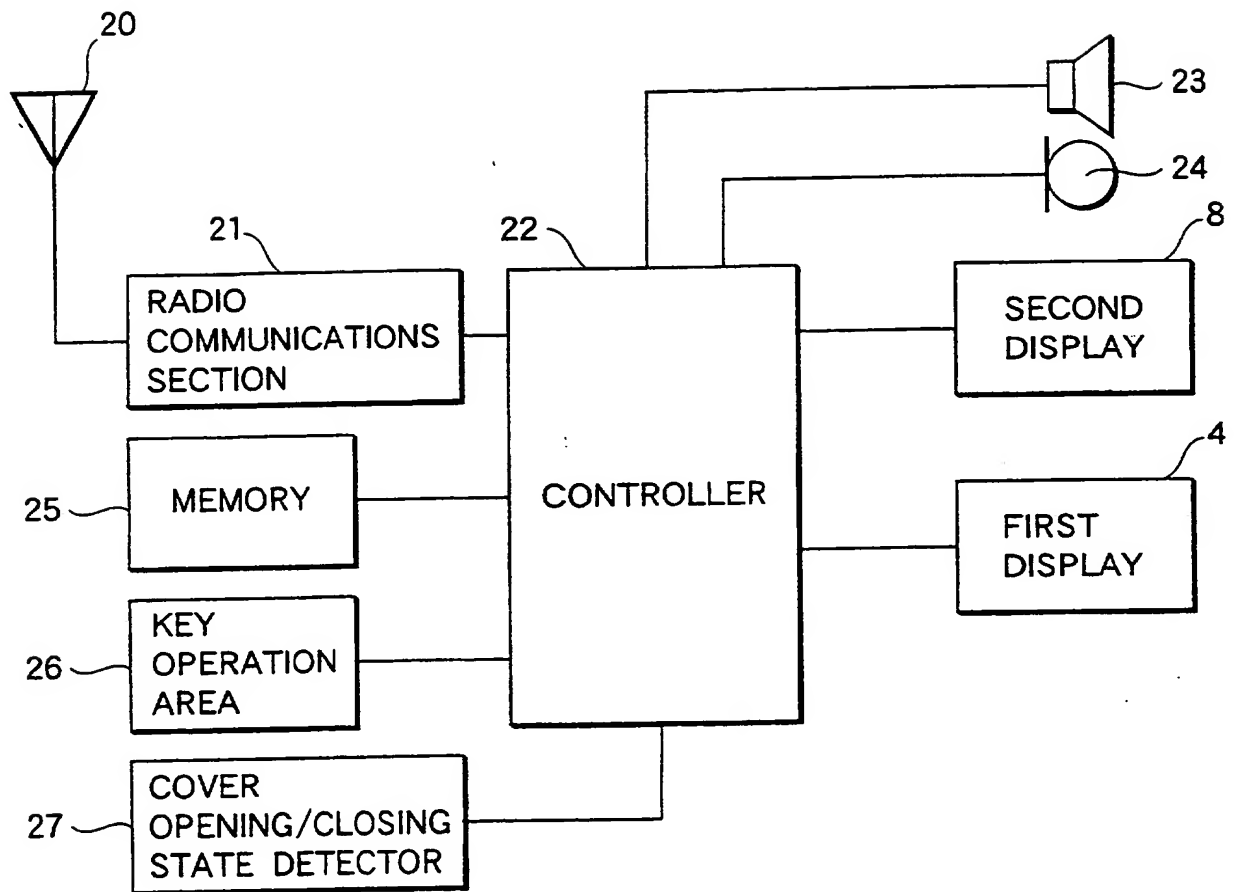 20
23
24
21
22
8
RADIO
COMMUNICATIONS
SECTION
SECOND
DISPLAY
4
25
MEMORY
CONTROLLER
FIRST
DISPLAY
26
KEY
OPERATION
AREA
27
COVER
OPENING/CLOSING
STATE DETECTOR